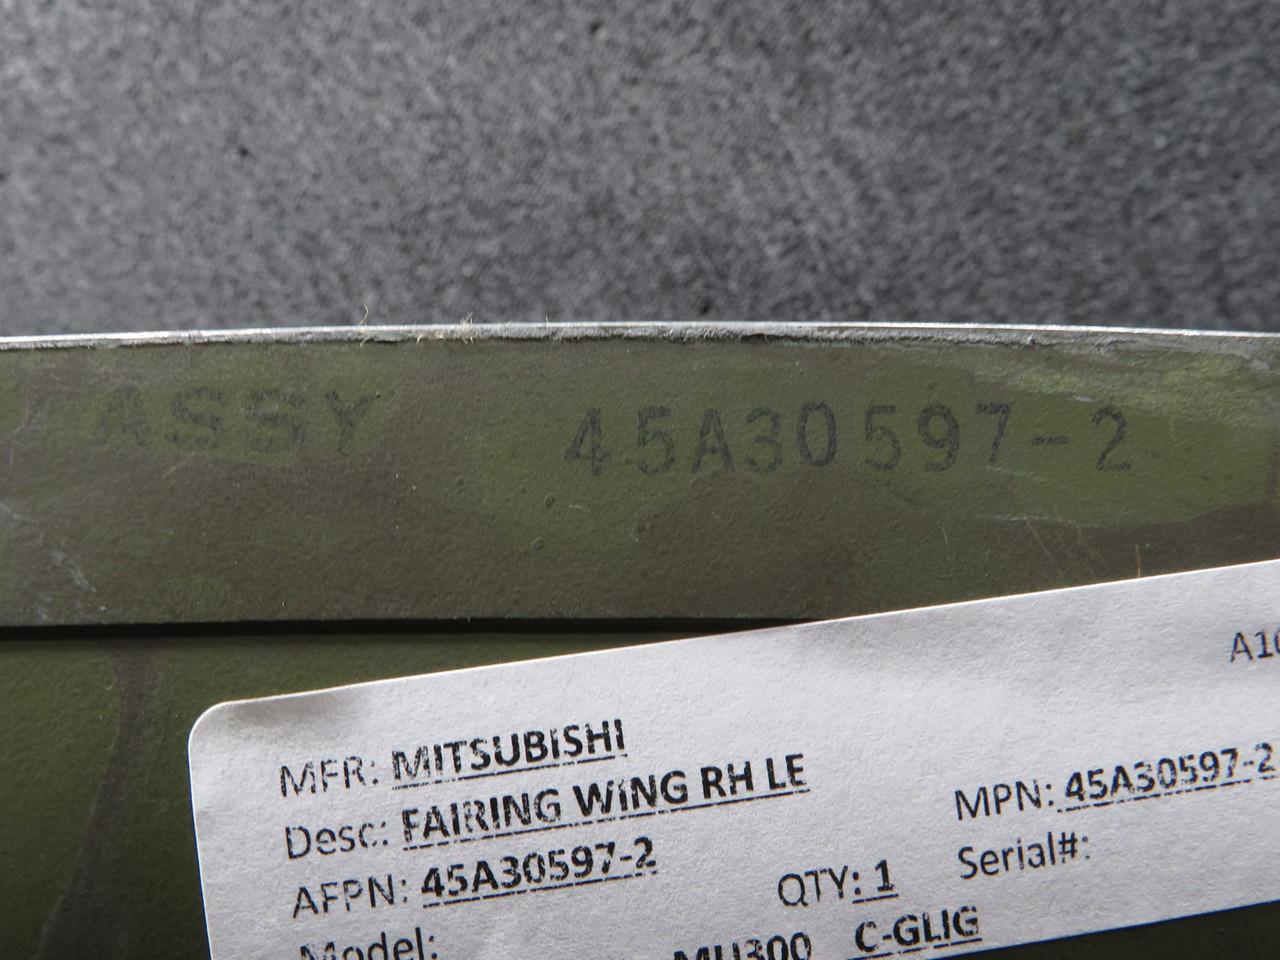 ASSY 45A30597-2
A10
MFR: MITSUBISHI
Desc: FAIRING WING RH LE
MPN: 45A30597-2
AFPN: 45A30597-2
QTY: 1 Serial#:
Model: MU300 C-GLIG